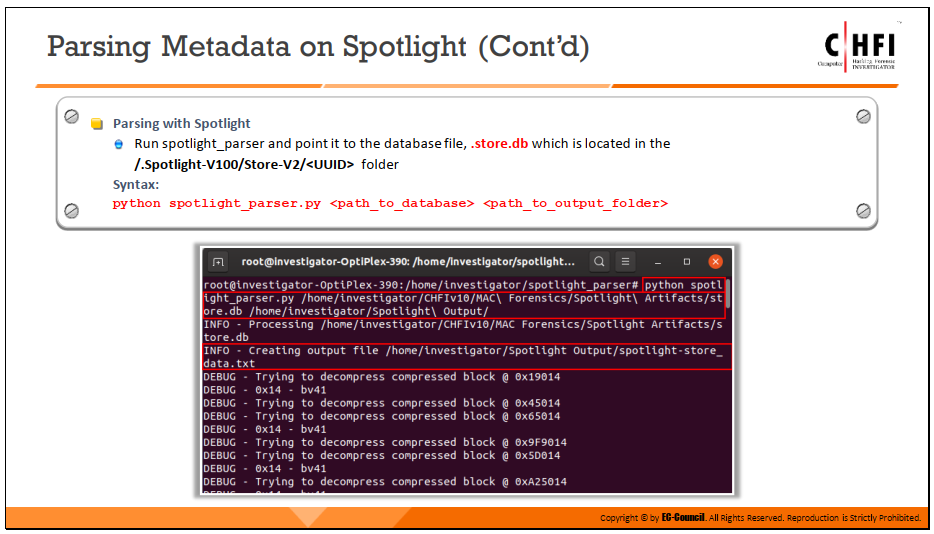 Parsing Metadata on Spotlight (Cont'd)
CHFI
Computer Hacking Forensic
INVESTIGATOR
Parsing with Spotlight
Run spotlight_parser and point it to the database file, .store.db which is located in the
/.Spotlight-V100/Store-V2/<UUID> folder
Syntax:
python spotlight_parser.py <path_to_database> <path_to_output_folder>
root@investigator-OptiPlex-390: /home/investigator/spotlight...
root@investigator-OptiPlex-390:/home/investigator/spotlight_parser# python spotl
ight_parser.py /home/investigator/CHFIv10/MAC\ Forensics/Spotlight\ Artifacts/st
ore.db /home/investigator/Spotlight\ Output/
INFO - Processing /home/investigator/CHFIv10/MAC Forensics/Spotlight Artifacts/s
tore.db
INFO - Creating output file /home/investigator/Spotlight Output/spotlight-store_
data.txt
DEBUG - Trying to decompress compressed block @ 0x19014
DEBUG - 0x14 - bv41
DEBUG - Trying to decompress compressed block @ 0x45014
DEBUG - Trying to decompress compressed block @ 0x65014
DEBUG - 0x14 - bv41
DEBUG - Trying to decompress compressed block @ 0x9F9014
DEBUG - Trying to decompress compressed block @ 0x5D014
DEBUG - 0x14 - bv41
DEBUG - Trying to decompress compressed block @ 0xA25014
DEBUG - 0x14 - bv41
Copyright © by EC-Council. All Rights Reserved. Reproduction is Strictly Prohibited.